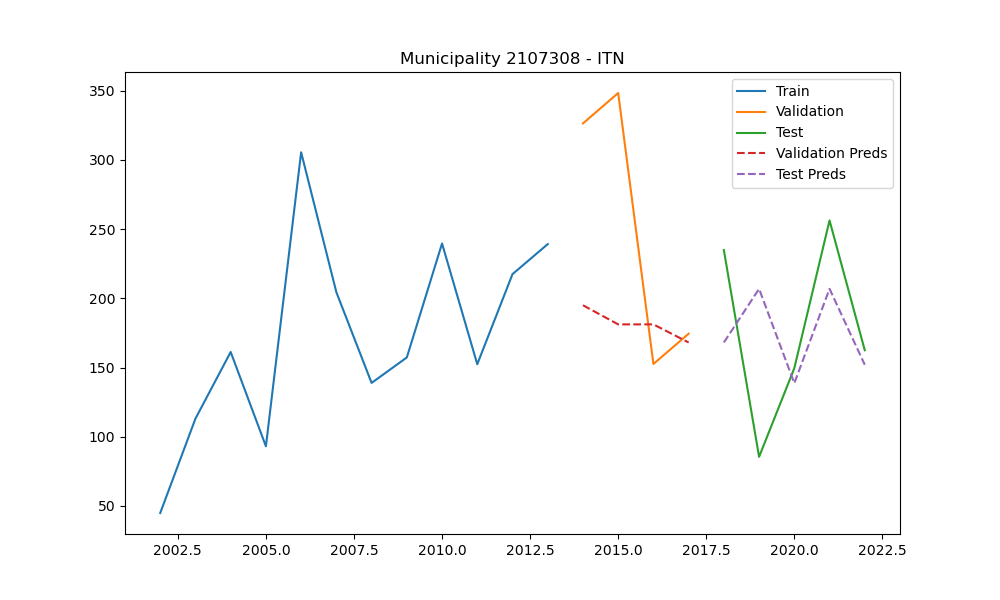 Municipality 2107308 - ITN
350
300
250
200
150
100
50
2002.5 2005.0 2007.5 2010.0 2012.5 2015.0 2017.5 2020.0 2022.5
Train
Validation
Test
Validation Preds
Test Preds